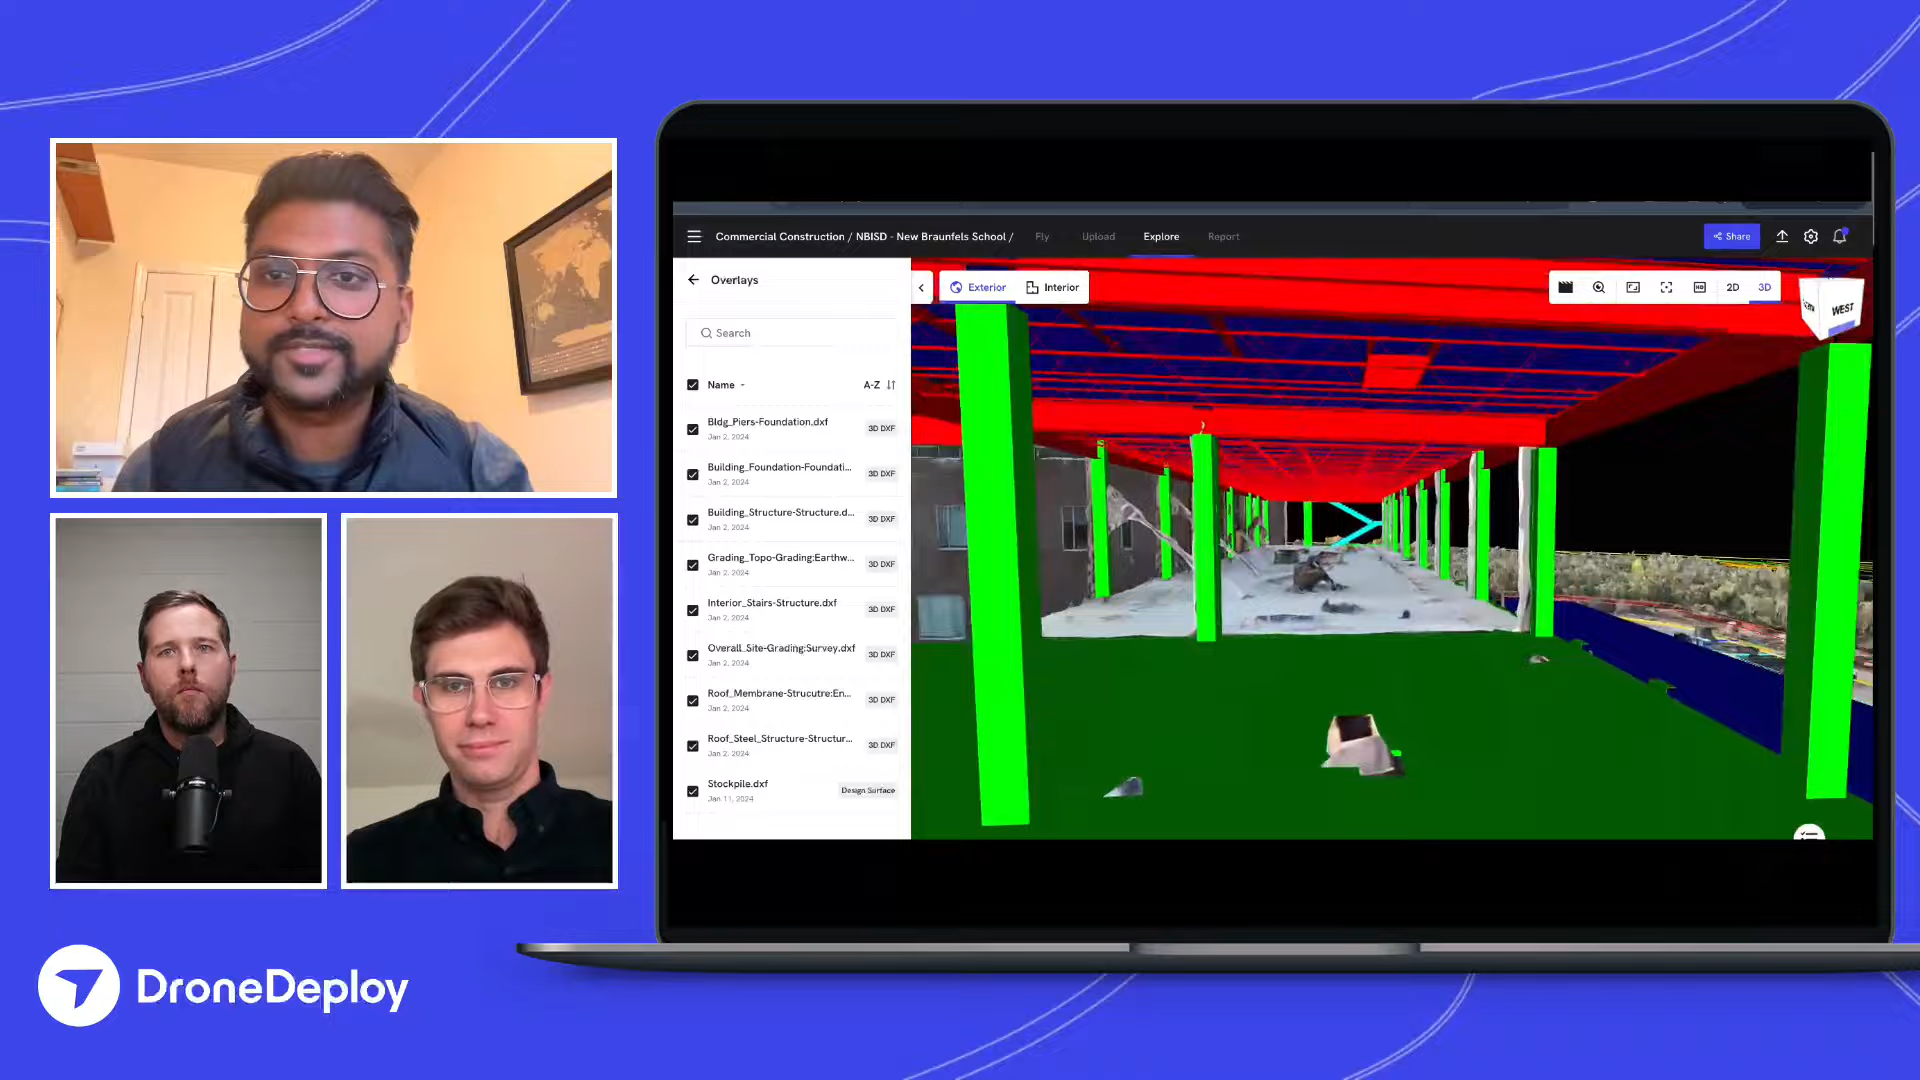 Commercial Construction / NBISD - New Braunfels School /
Fly
Upload
Explore
Report
Share
Overlays
Exterior
Interior
2D
3D
WEST
Search
Name
A-Z
Bldg_Piers-Foundation.dxf
3D DXF
Jan 2, 2024
Building_Foundation-Foundati...
3D DXF
Jan 2, 2024
Building_Structure-Structure.d...
3D DXF
Jan 2, 2024
Grading_Topo-Grading:Earthw...
3D DXF
Jan 2, 2024
Interior_Stairs-Structure.dxf
3D DXF
Jan 2, 2024
Overall_Site-Grading:Survey.dxf
3D DXF
Jan 2, 2024
Roof_Membrane-Strucutre:En...
3D DXF
Jan 2, 2024
Roof_Steel_Structure-Structur...
3D DXF
Jan 2, 2024
Stockpile.dxf
Design Surface
Jan 11, 2024
DroneDeploy